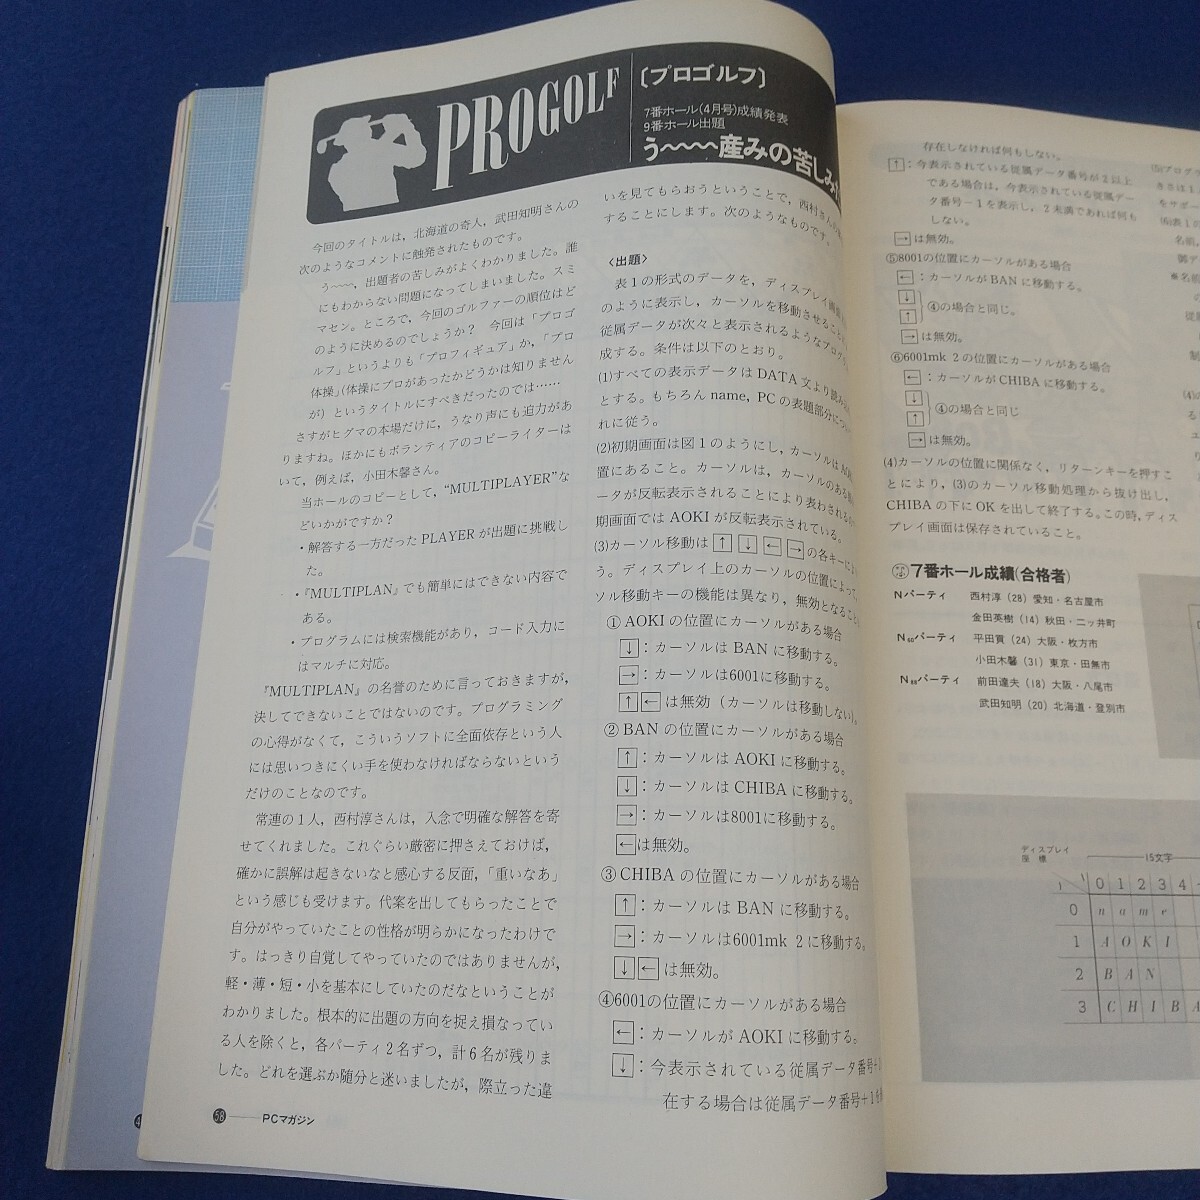 PROGOLF
〔プロゴルフ〕
7番ホール(4月号)成績発表
9番ホール出題
う〜〜〜産みの苦しみ
今回のタイトルは，北海道の奇人，武田知明さんの
次のようなコメントに触発されたものです。
う〜〜〜，出題者の苦しみがよくわかりました。誰
にもわからない問題になってしまいました。スミ
マセン。ところで，今回のゴルファーの順位はど
のように決めるのでしょうか？ 今回は「プロゴ
ルフ」というよりも「プロフィギュア」か，「プロ
体操」(体操にプロがあったかどうかは知りません
が）というタイトルにすべきだったのでは……
さすがヒグマの本場だけに，うなり声にも迫力があ
りますね。ほかにもボランティアのコピーライターは
いて，例えば，小田木馨さん。
当ホールのコピーとして，“MULTIPLAYER”な
どいかがですか？
・解答する一方だったPLAYERが出題に挑戦し
た。
・『MULTIPLAN』でも簡単にはできない内容で
ある。
・プログラムには検索機能があり，コード入力に
はマルチに対応。
『MULTIPLAN』の名誉のために言っておきますが，
決してできないことではないのです。プログラミング
の心得がなくて，こういうソフトに全面依存という人
には思いつきにくい手を使わなければならないという
だけのことなのです。
常連の1人，西村淳さんは，入念で明確な解答を寄
せてくれました。これぐらい厳密に押さえておけば，
確かに誤解は起きないなと感心する反面，「重いなあ」
という感じも受けます。代案を出してもらったことで
自分がやっていたことの性格が明らかになったわけで
す。はっきり自覚してやっていたのではありませんが，
軽・薄・短・小を基本にしていたのだなということが
わかりました。根本的に出題の方向を捉え損なってい
る人を除くと，各パーティ2名ずつ，計6名が残りま
した。どれを選ぶか随分と迷いましたが，際立った違
58 PCマガジン
いを見てもらおうということで，西村さんの
することにします。次のようなものです。
〈出題〉
表1の形式のデータを，ディスプレイ画面
のように表示し，カーソルを移動させること
従属データが次々と表示されるようなプログ
成する。条件は以下のとおり。
(1)すべての表示データはDATA文より読み
とする。もちろんname, PCの表題部分につい
れに従う。
(2)初期画面は図1のようにし，カーソルはAOK
置にあること。カーソルは，カーソルのある
ータが反転表示されることにより表わされる
期画面ではAOKIが反転表示されている。
(3)カーソル移動は↑↓←→の各キーに
う。ディスプレイ上のカーソルの位置によって，
ソル移動キーの機能は異なり，無効となること
① AOKIの位置にカーソルがある場合
↓：カーソルはBANに移動する。
→：カーソルは6001に移動する。
↑←は無効（カーソルは移動しない）。
② BANの位置にカーソルがある場合
↑：カーソルはAOKIに移動する。
↓：カーソルはCHIBAに移動する。
→：カーソルは8001に移動する。
←は無効。
③ CHIBAの位置にカーソルがある場合
↑：カーソルはBANに移動する。
→：カーソルは6001mk 2に移動する。
↓←は無効。
④6001の位置にカーソルがある場合
←：カーソルがAOKIに移動する。
↓：今表示されている従属データ番号+1
在する場合は従属データ番号+1を
存在しなければ何もしない。
↑：今表示されている従属データ番号が2以上
である場合は，今表示されている従属デー
タ番号−1を表示し，2未満であれば何も
しない。
→は無効。
⑤8001の位置にカーソルがある場合
←：カーソルがBANに移動する。
↓
↑ ④の場合と同じ。
→は無効。
⑥6001mk 2の位置にカーソルがある場合
←：カーソルがCHIBAに移動する。
↓
↑ ④の場合と同じ
→は無効。
(4)カーソルの位置に関係なく，リターンキーを押すこ
とにより，(3)のカーソル移動処理から抜け出し，
CHIBAの下にOKを出して終了する。この時，ディス
プレイ画面は保存されていること。
7番ホール成績(合格者)
Nパーティ 西村淳（28）愛知・名古屋市
金田英樹（14）秋田・二ッ井町
N60パーティ 平田貢（24）大阪・枚方市
小田木馨（31）東京・田無市
N88パーティ 前田達夫（18）大阪・八尾市
武田知明（20）北海道・登別市
ディスプレイ
座標
15文字
0 1 2 3 4
0 n a m e
1 A O K I
2 B A N
3 C H I B A
(5)プログラ
きさは1
をサポー
(6)表1の
名前，
御デ
※名前
の
従属
制
(4)の
る
ユ
リ